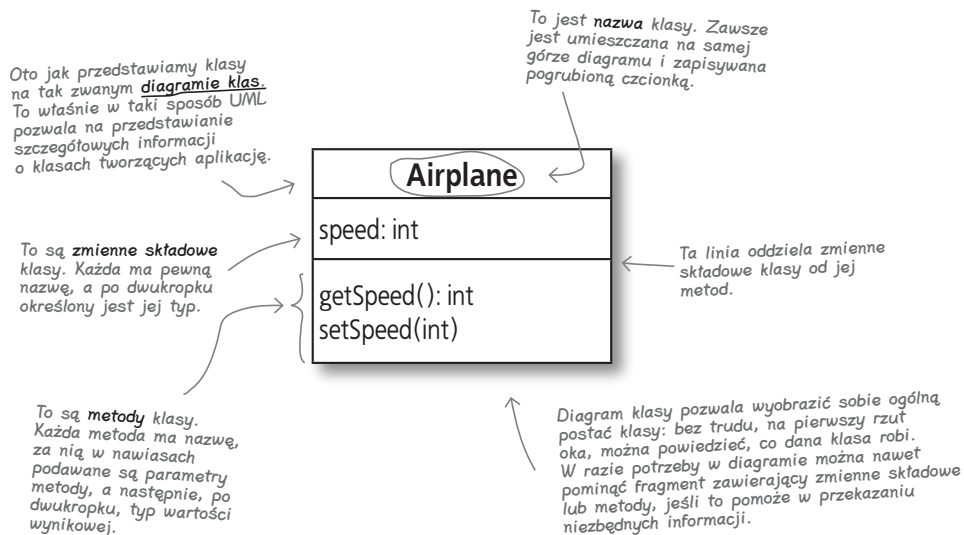 To jest nazwa klasy. Zawsze
jest umieszczana na samej
górze diagramu i zapisywana
pogrubioną czcionką.
Oto jak przedstawiamy klasy
na tak zwanym diagramie klas.
To właśnie w taki sposób UML
pozwala na przedstawianie
szczegółowych informacji
o klasach tworzących aplikację.
Airplane
speed: int
getSpeed(): int
setSpeed(int)
To są zmienne składowe
klasy. Każda ma pewną
nazwę, a po dwukropku
określony jest jej typ.
Ta linia oddziela zmienne
składowe klasy od jej
metod.
To są metody klasy.
Każda metoda ma nazwę,
za nią w nawiasach
podawane są parametry
metody, a następnie, po
dwukropku, typ wartości
wynikowej.
Diagram klasy pozwala wyobrazić sobie ogólną
postać klasy: bez trudu, na pierwszy rzut
oka, można powiedzieć, co dana klasa robi.
W razie potrzeby w diagramie można nawet
pominąć fragment zawierający zmienne składowe
lub metody, jeśli to pomoże w przekazaniu
niezbędnych informacji.